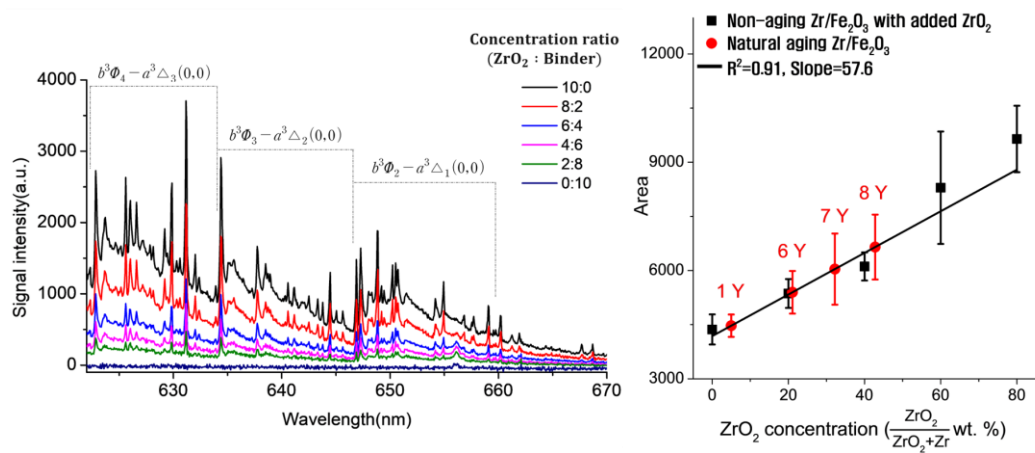 Concentration ratio
(ZrO₂ : Binder)
10:0
8:2
6:4
4:6
2:8
0:10
b³Φ₄−a³△₃(0,0)
b³Φ₃−a³△₂(0,0)
b³Φ₂−a³△₁(0,0)
Signal intensity(a.u.)
4000
3000
2000
1000
0
630
640
650
660
670
Wavelength(nm)
Non-aging Zr/Fe₂O₃ with added ZrO₂
Natural aging Zr/Fe₂O₃
R²=0.91, Slope=57.6
Area
12000
9000
6000
3000
1 Y
6 Y
7 Y
8 Y
0
20
40
60
80
ZrO₂ concentration (ZrO₂/ZrO₂+Zr wt. %)